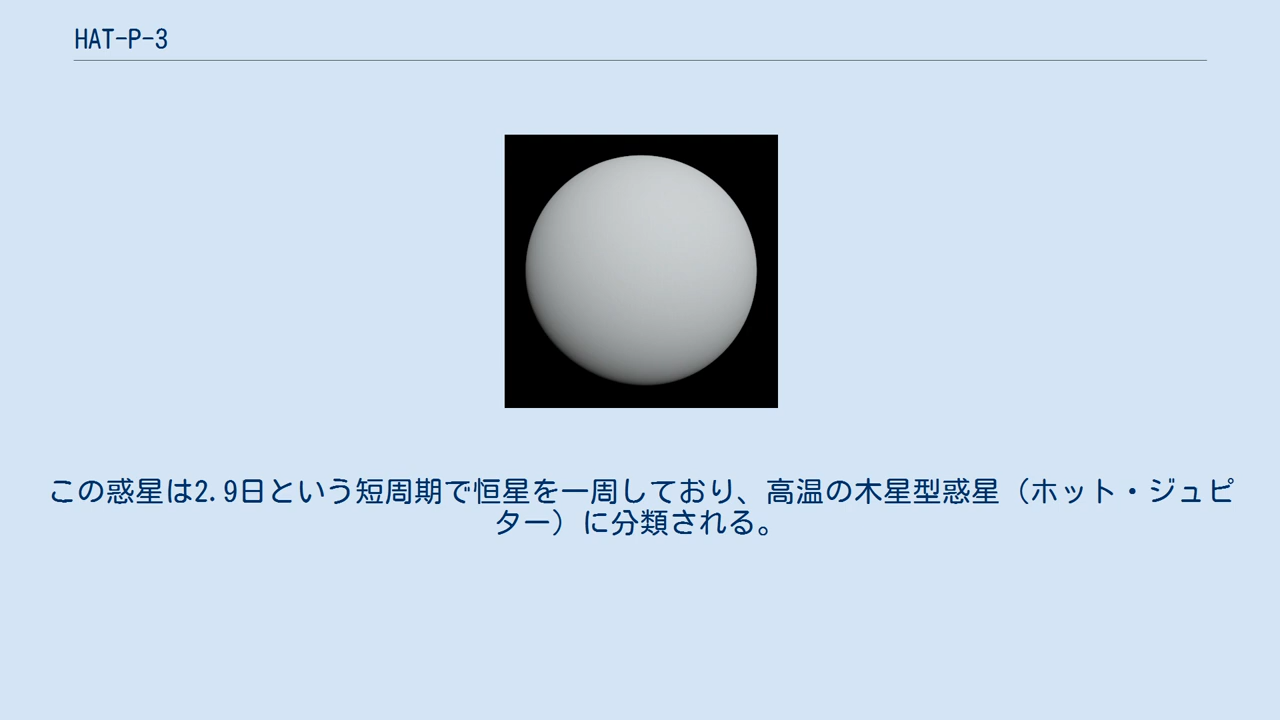 HAT-P-3
この惑星は2.9日という短周期で恒星を一周しており、高温の木星型惑星（ホット・ジュピ
ター）に分類される。